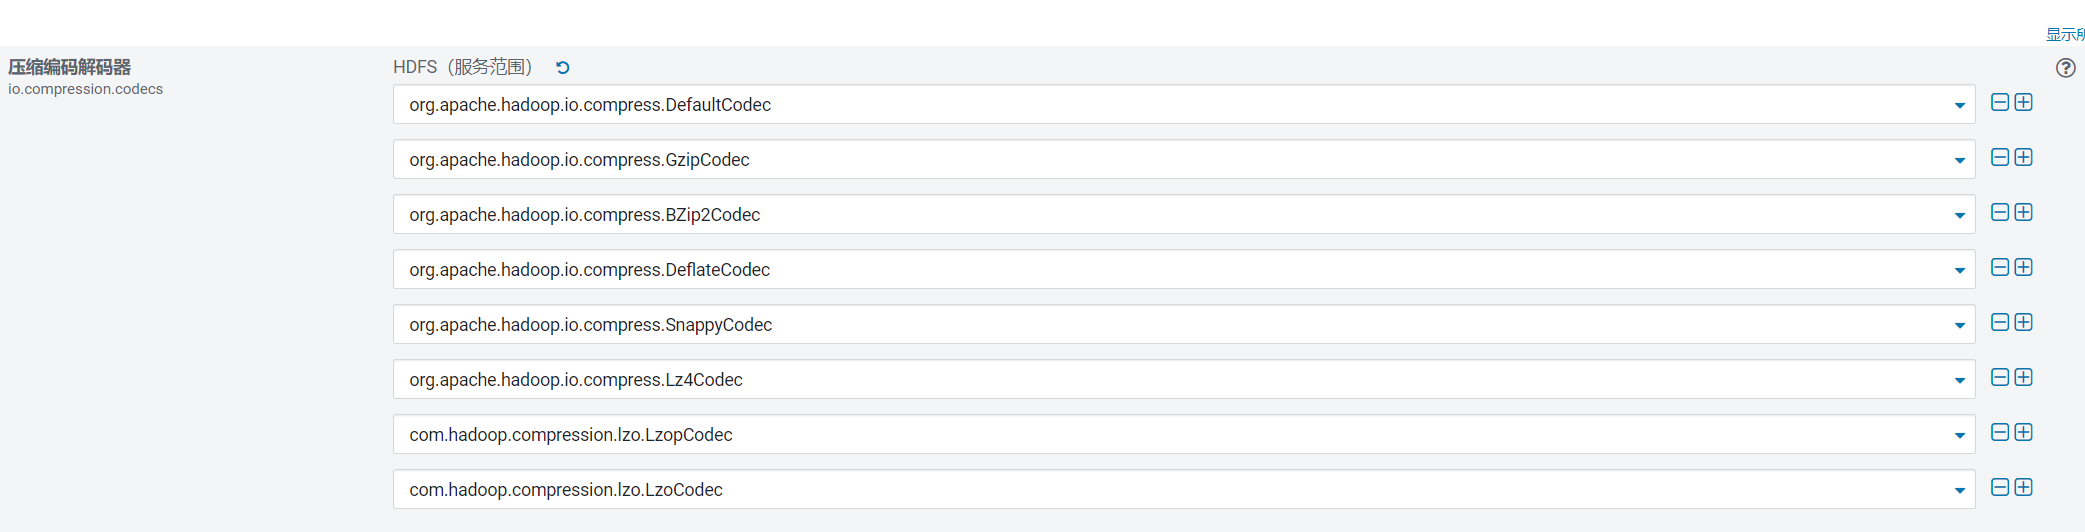 显示所
压缩编码解码器
io.compression.codecs
HDFS（服务范围）
org.apache.hadoop.io.compress.DefaultCodec
org.apache.hadoop.io.compress.GzipCodec
org.apache.hadoop.io.compress.BZip2Codec
org.apache.hadoop.io.compress.DeflateCodec
org.apache.hadoop.io.compress.SnappyCodec
org.apache.hadoop.io.compress.Lz4Codec
com.hadoop.compression.lzo.LzopCodec
com.hadoop.compression.lzo.LzoCodec